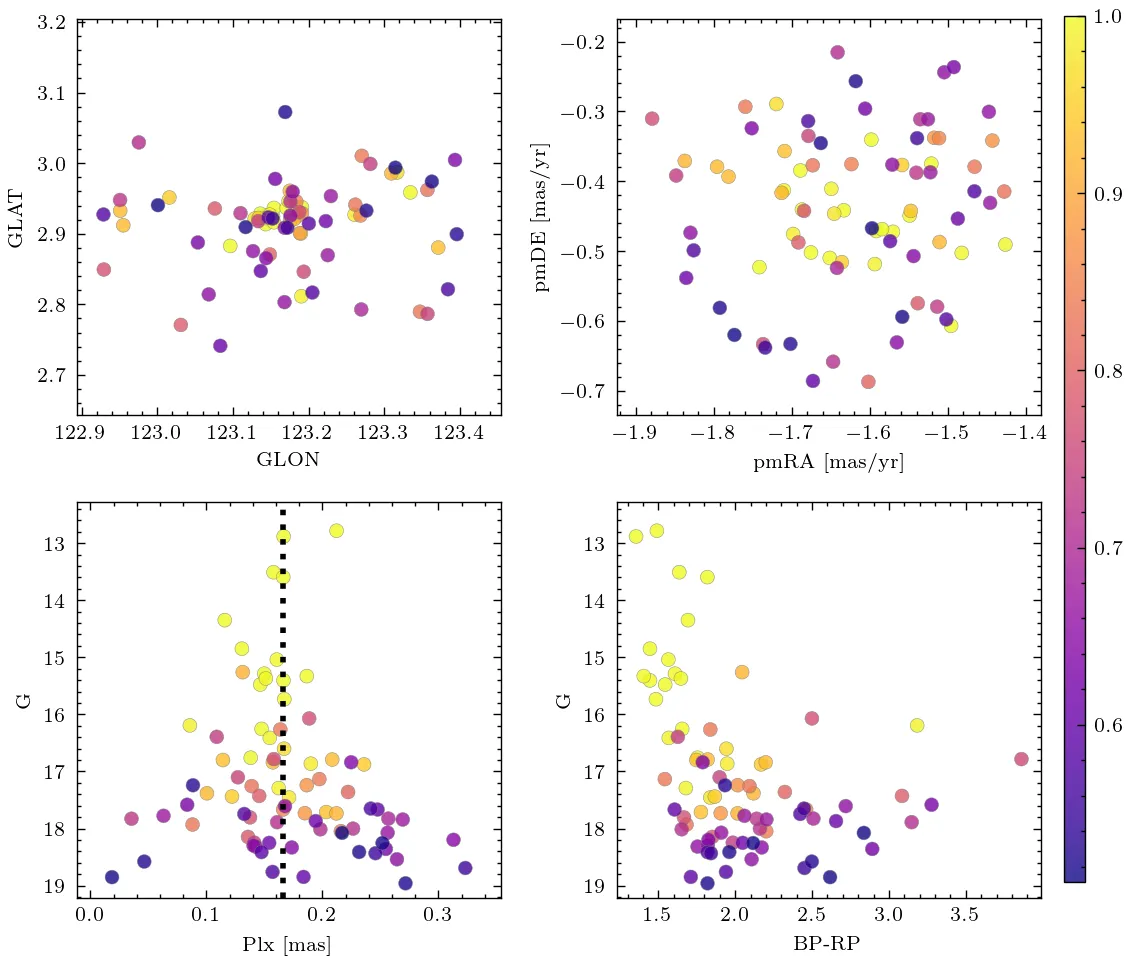 3.2
3.1
3.0
2.9
2.8
2.7
GLAT
122.9 123.0 123.1 123.2 123.3 123.4
GLON
−0.2
−0.3
−0.4
−0.5
−0.6
−0.7
pmDE [mas/yr]
−1.9 −1.8 −1.7 −1.6 −1.5 −1.4
pmRA [mas/yr]
1.0
0.9
0.8
0.7
0.6
13
14
15
16
17
18
19
G
0.0 0.1 0.2 0.3
Plx [mas]
13
14
15
16
17
18
19
G
1.5 2.0 2.5 3.0 3.5
BP-RP